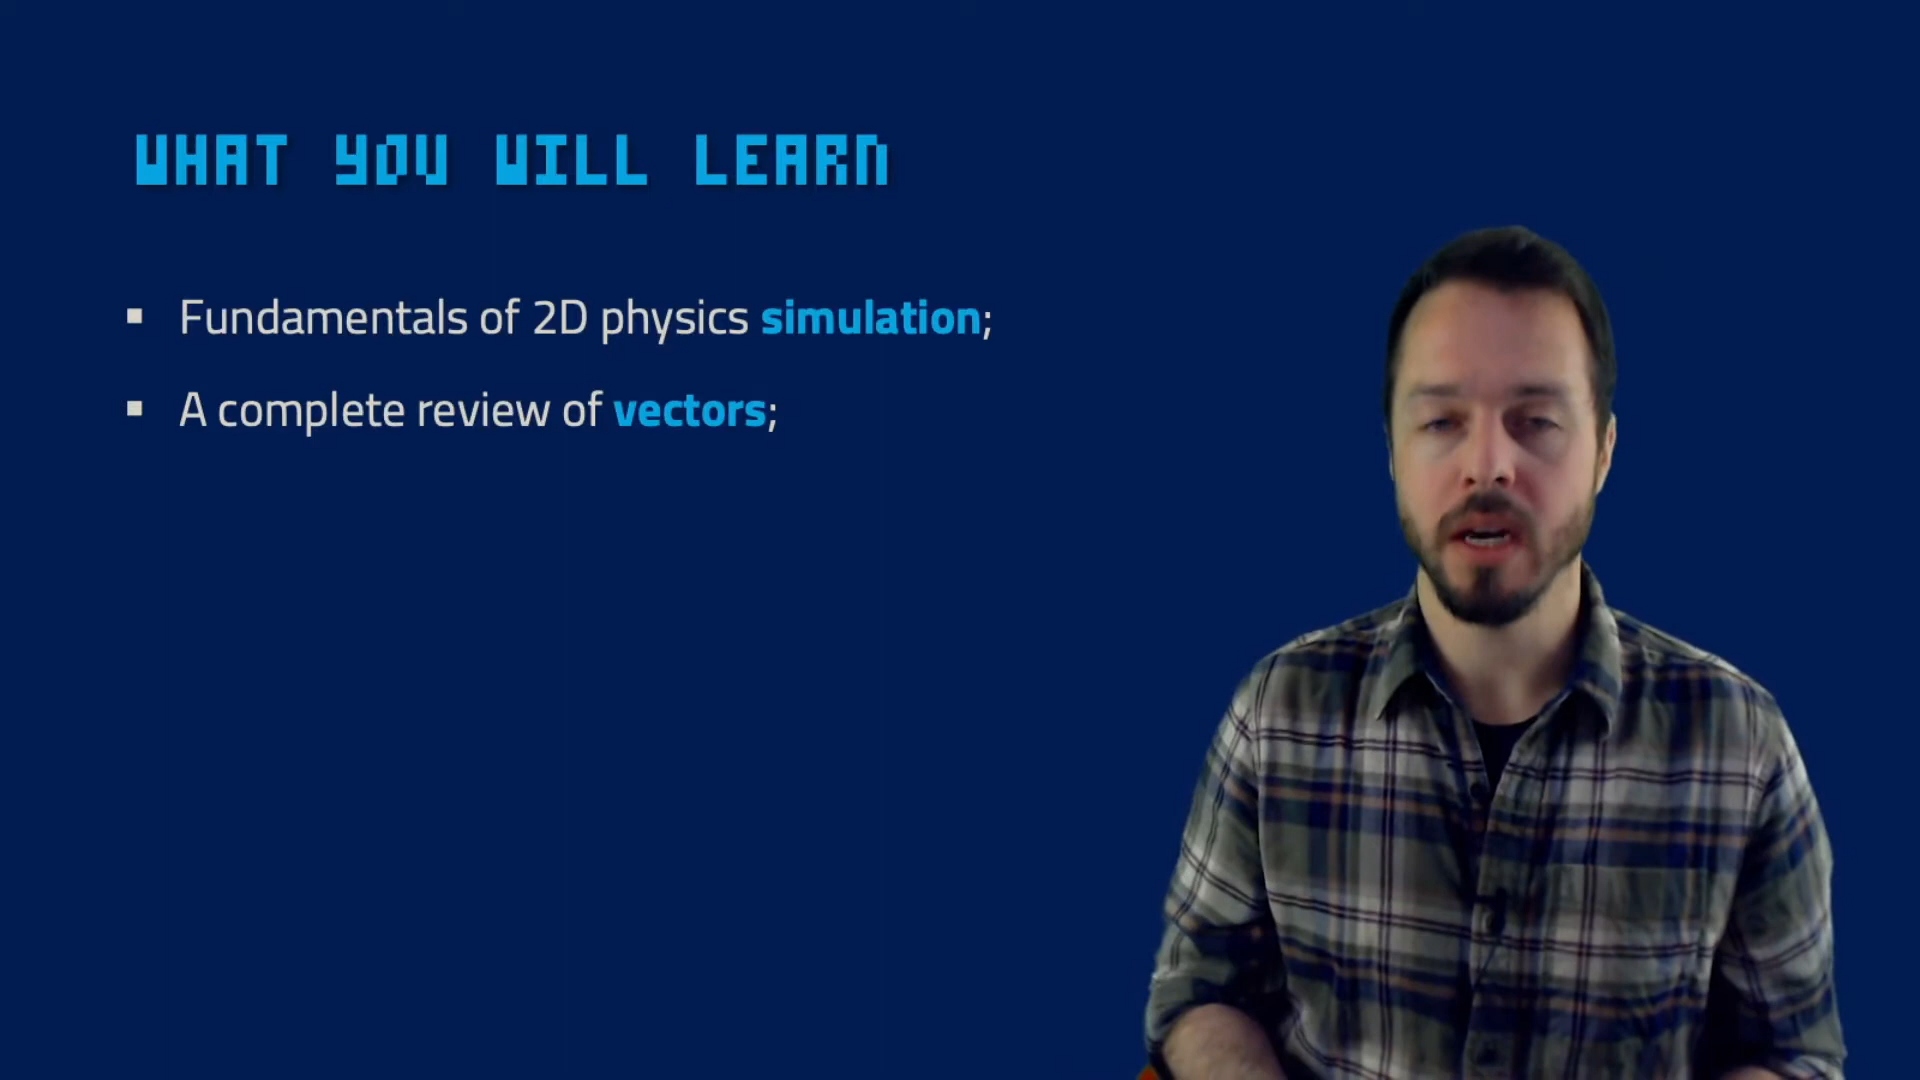 WHAT YOU WILL LEARN
▪ Fundamentals of 2D physics simulation;
▪ A complete review of vectors;